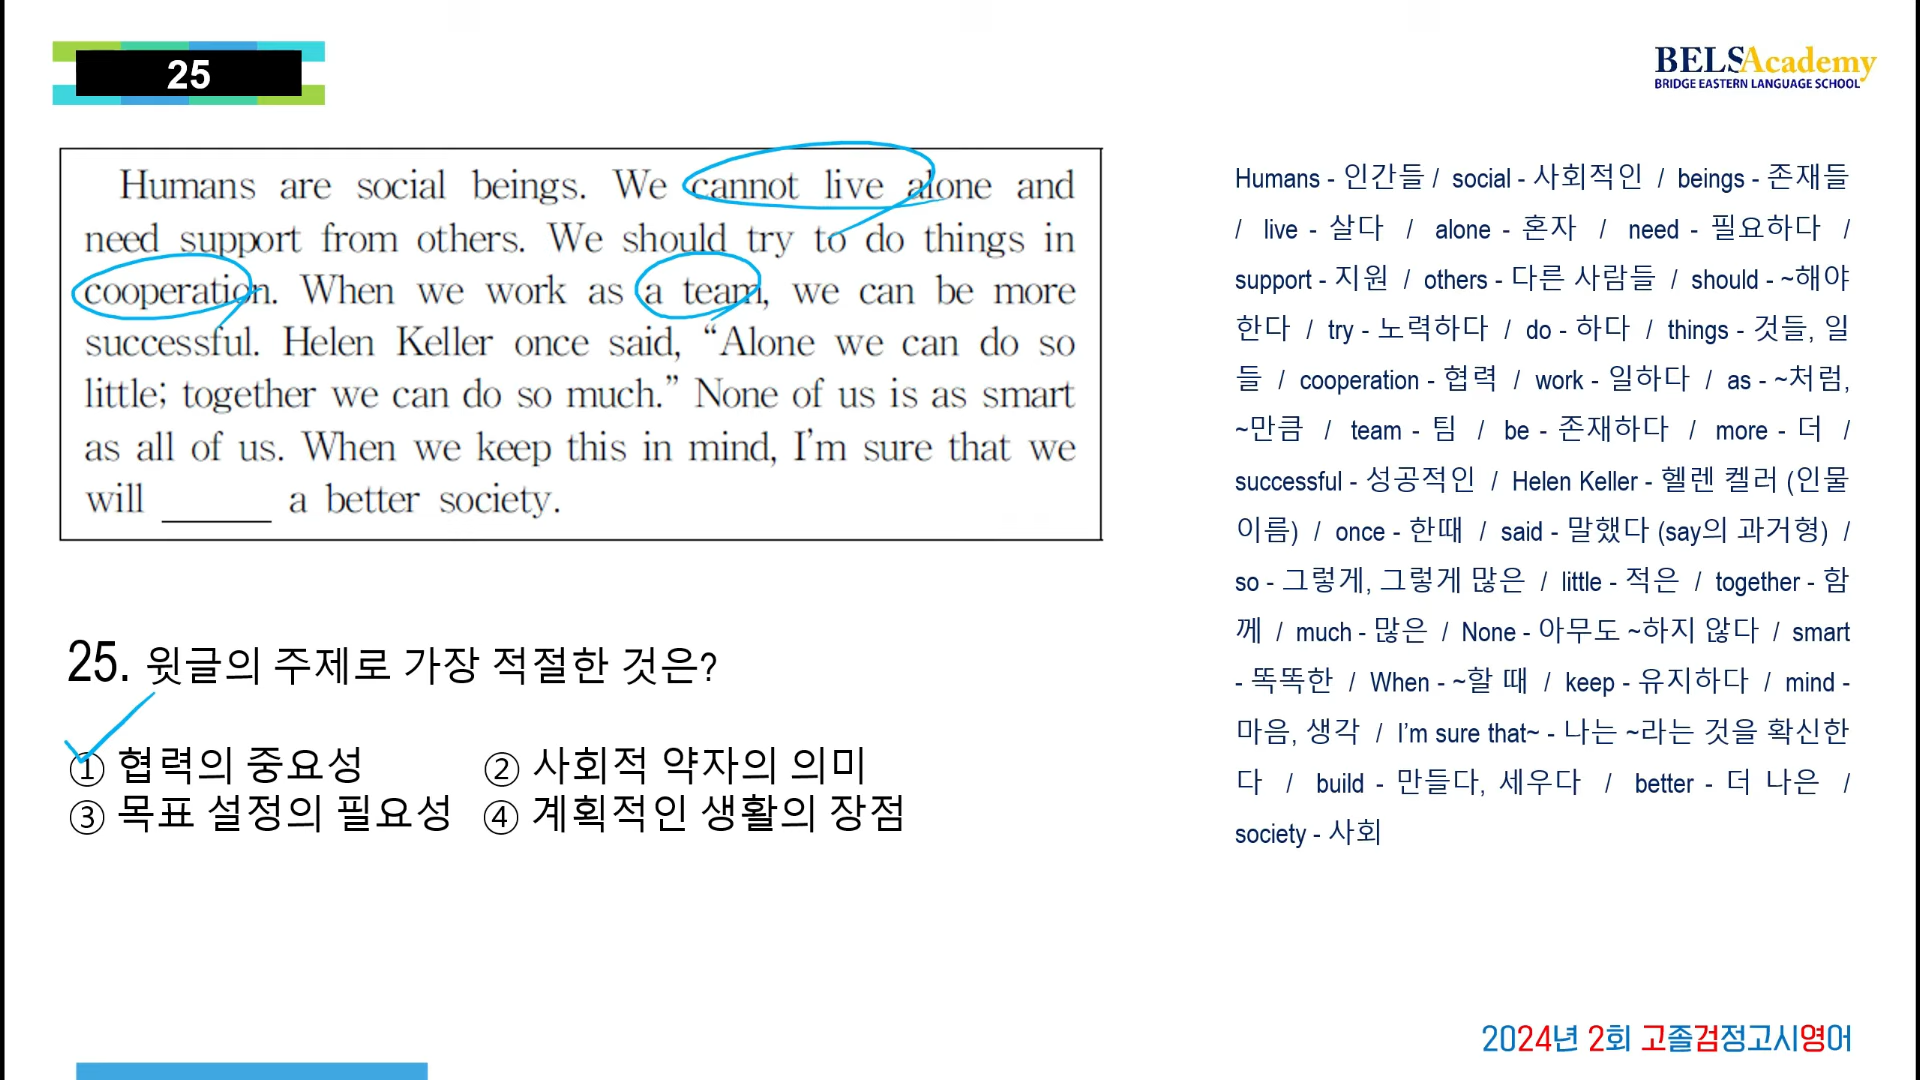 25
BELSAcademy
BRIDGE EASTERN LANGUAGE SCHOOL
Humans are social beings. We cannot live alone and
need support from others. We should try to do things in
cooperation. When we work as a team, we can be more
successful. Helen Keller once said, “Alone we can do so
little; together we can do so much.” None of us is as smart
as all of us. When we keep this in mind, I’m sure that we
will ______ a better society.
25. 윗글의 주제로 가장 적절한 것은?
① 협력의 중요성 ② 사회적 약자의 의미
③ 목표 설정의 필요성 ④ 계획적인 생활의 장점
Humans - 인간들 / social - 사회적인 / beings - 존재들
/ live - 살다 / alone - 혼자 / need - 필요하다 /
support - 지원 / others - 다른 사람들 / should - ~해야
한다 / try - 노력하다 / do - 하다 / things - 것들, 일
들 / cooperation - 협력 / work - 일하다 / as - ~처럼,
~만큼 / team - 팀 / be - 존재하다 / more - 더 /
successful - 성공적인 / Helen Keller - 헬렌 켈러 (인물
이름) / once - 한때 / said - 말했다 (say의 과거형) /
so - 그렇게, 그렇게 많은 / little - 적은 / together - 함
께 / much - 많은 / None - 아무도 ~하지 않다 / smart
- 똑똑한 / When - ~할 때 / keep - 유지하다 / mind -
마음, 생각 / I’m sure that~ - 나는 ~라는 것을 확신한
다 / build - 만들다, 세우다 / better - 더 나은 /
society - 사회
2024년 2회 고졸검정고시영어